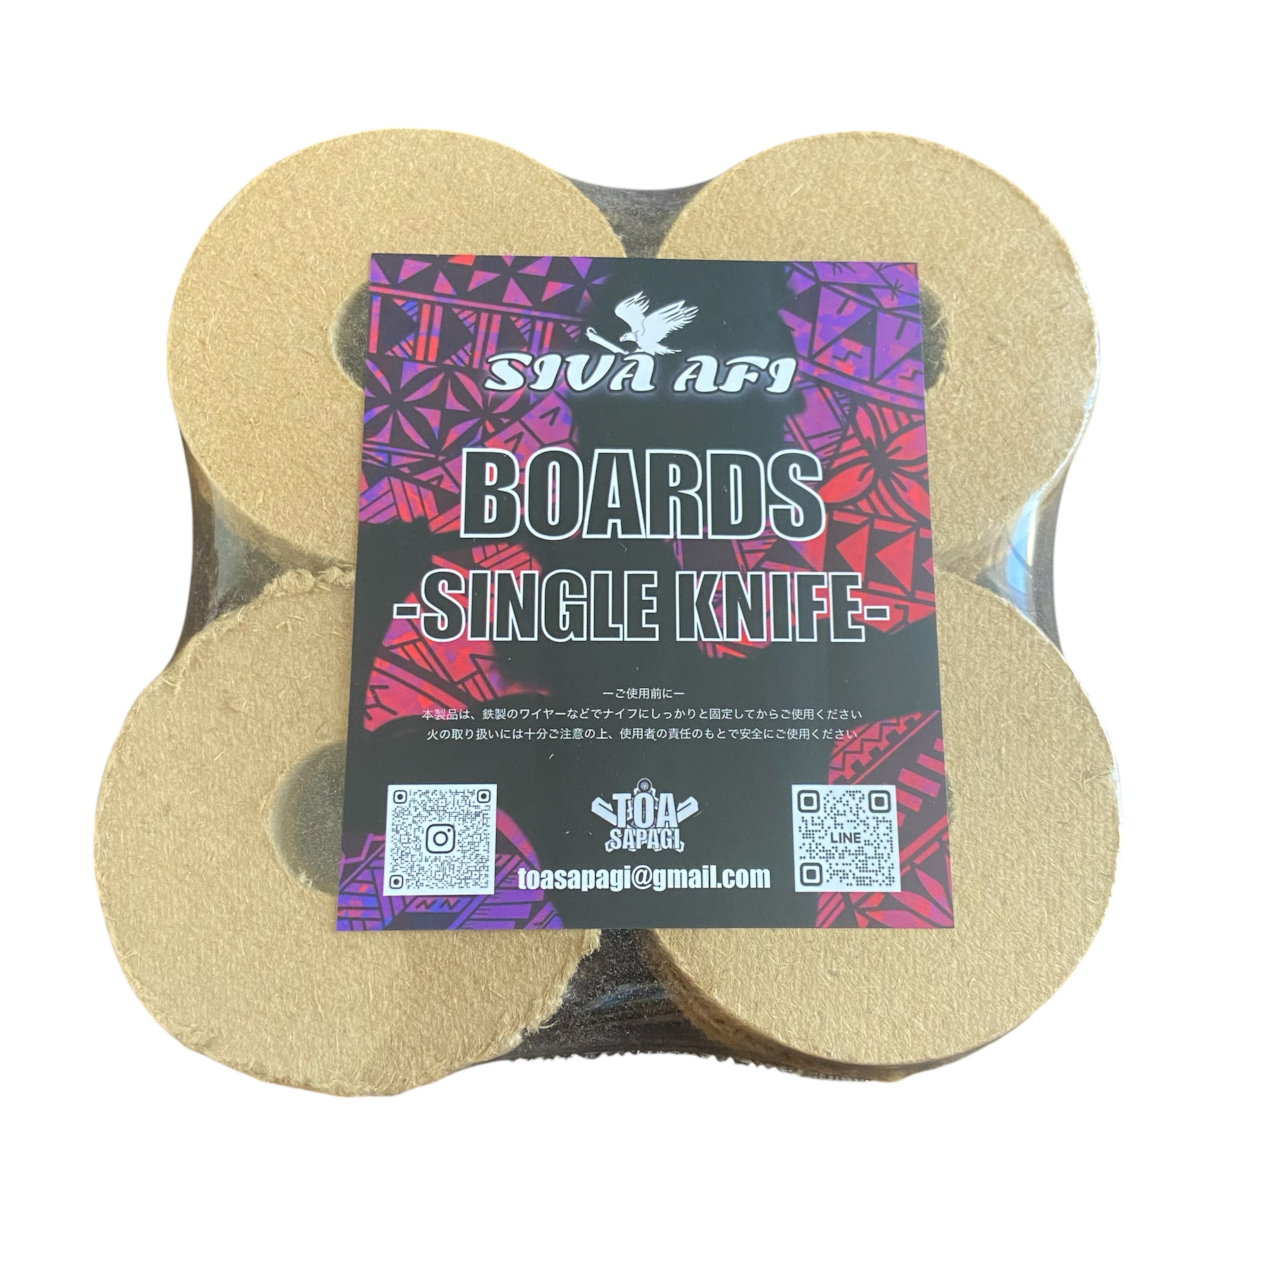 SIVA AFI
BOARDS
-SINGLE KNIFE-
ーご使用前にー
本製品は、鉄製のワイヤーなどでナイフにしっかりと固定してからご使用ください
火の取り扱いには十分ご注意の上、使用者の責任のもとで安全にご使用ください
TOA
SAPAGI
LINE
toasapagi@gmail.com